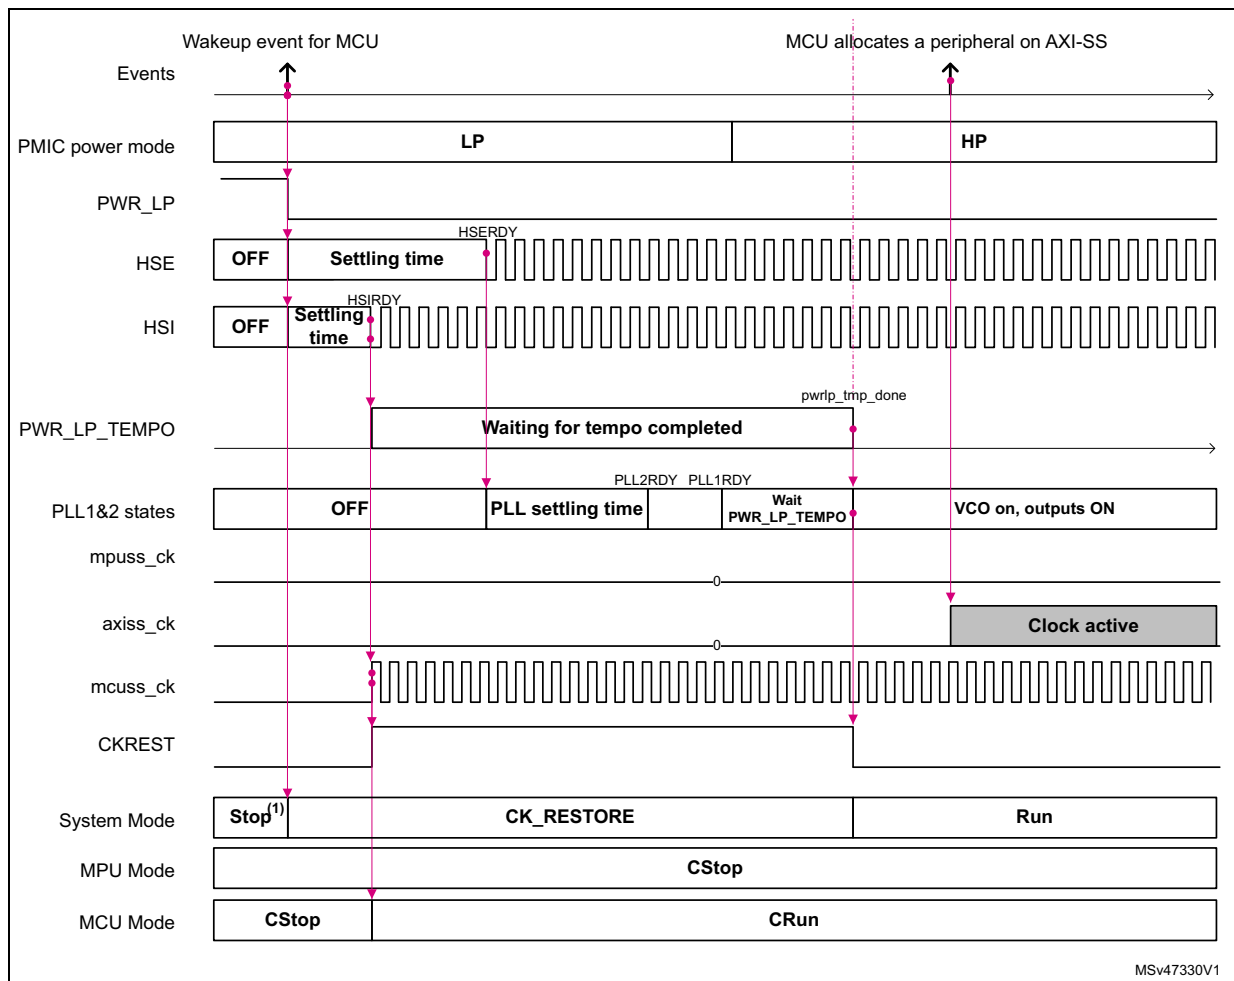 Wakeup event for MCU
MCU allocates a peripheral on AXI-SS
Events
PMIC power mode
LP
HP
PWR_LP
HSERDY
HSE
OFF
Settling time
HSIRDY
HSI
OFF
Settling
time
pwrlp_tmp_done
PWR_LP_TEMPO
Waiting for tempo completed
PLL2RDY
PLL1RDY
PLL1&2 states
OFF
PLL settling time
Wait
PWR_LP_TEMPO
VCO on, outputs ON
mpuss_ck
0
axiss_ck
0
Clock active
mcuss_ck
CKREST
System Mode
Stop(1)
CK_RESTORE
Run
MPU Mode
CStop
MCU Mode
CStop
CRun
MSv47330V1